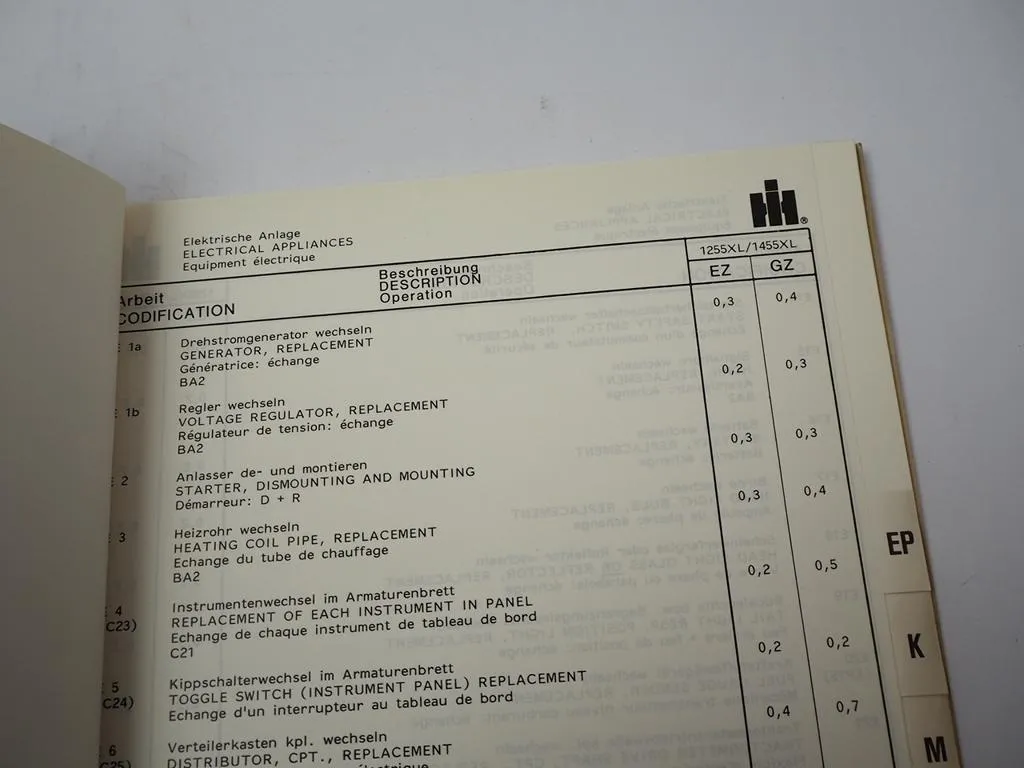 Elektrische Anlage
ELECTRICAL APPLIANCES
Equipment électrique
®
1255XL/1455XL
EZ GZ
Arbeit
CODIFICATION
Beschreibung
DESCRIPTION
Operation
E 1a Drehstromgenerator wechseln 0,3 0,4
GENERATOR, REPLACEMENT
Génératrice: échange
BA2
E 1b Regler wechseln 0,2 0,3
VOLTAGE REGULATOR, REPLACEMENT
Régulateur de tension: échange
BA2
E 2 Anlasser de- und montieren 0,3 0,3
STARTER, DISMOUNTING AND MOUNTING
Démarreur: D + R
E 3 Heizrohr wechseln 0,3 0,4
HEATING COIL PIPE, REPLACEMENT
Echange du tube de chauffage
BA2
4 Instrumentenwechsel im Armaturenbrett 0,2 0,5
C23) REPLACEMENT OF EACH INSTRUMENT IN PANEL
Echange de chaque instrument de tableau de bord
C21
5 Kippschalterwechsel im Armaturenbrett 0,2 0,2
C24) TOGGLE SWITCH (INSTRUMENT PANEL) REPLACEMENT
Echange d'un interrupteur au tableau de bord
6 Verteilerkasten kpl. wechseln 0,4 0,7
C25) DISTRIBUTOR, CPT., REPLACEMENT
électrique
EP
K
M